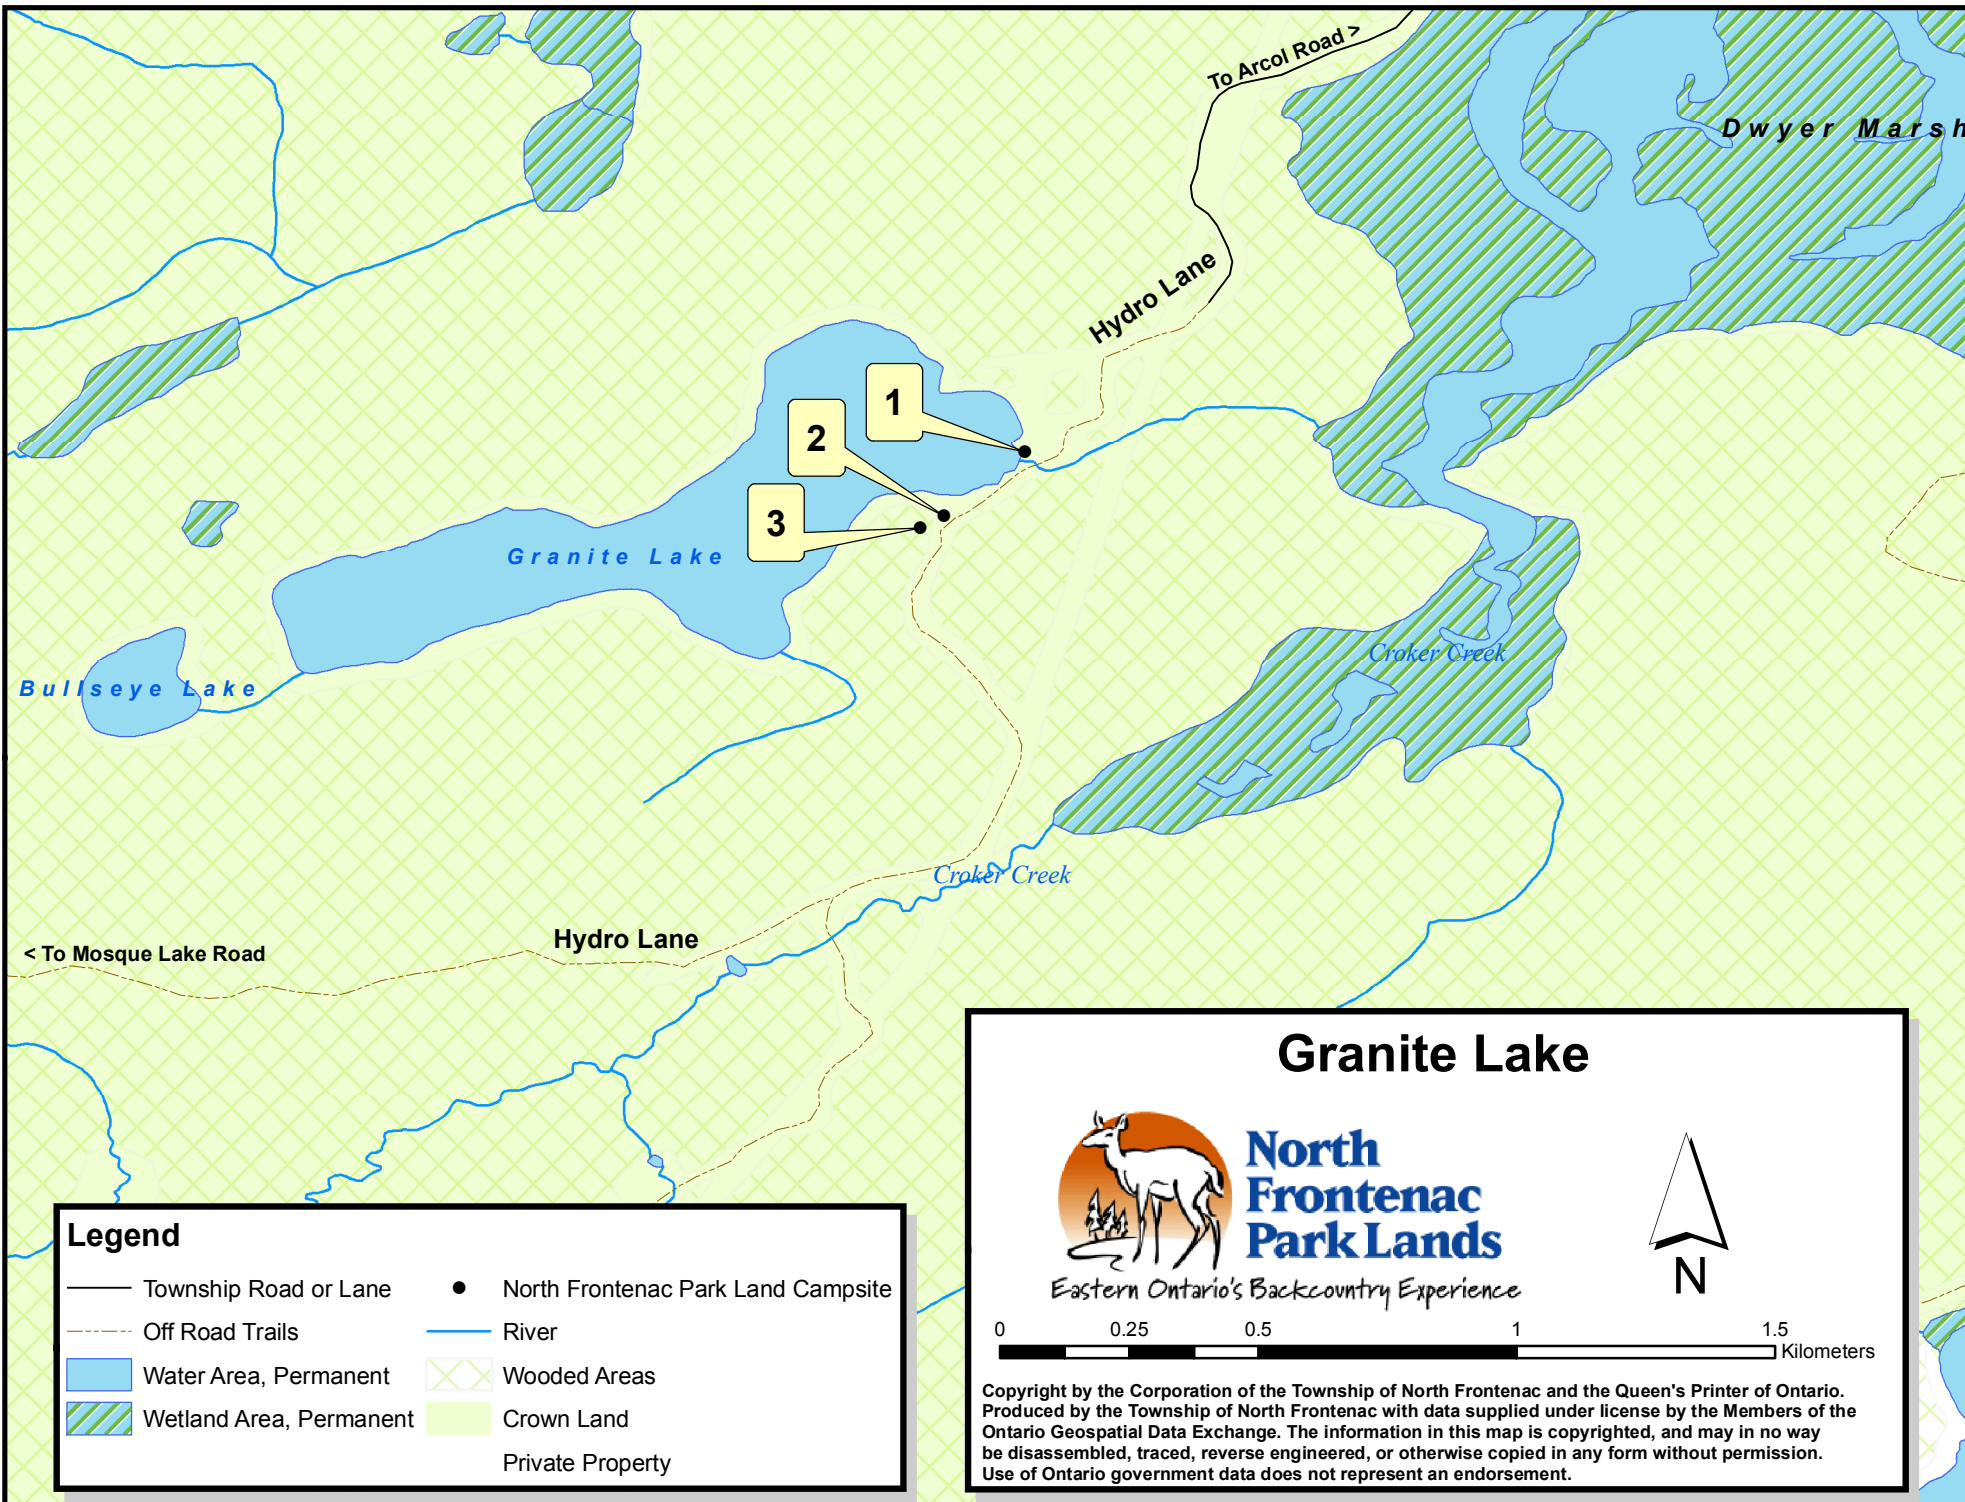 To Arcol Road >
Dwyer Marsh
Hydro Lane
1
2
3
Granite Lake
Bullseye Lake
Croker Creek
Croker Creek
Hydro Lane
< To Mosque Lake Road
Granite Lake
North
Frontenac
Park Lands
Eastern Ontario's Backcountry Experience
N
0 0.25 0.5 1 1.5
Kilometers
Copyright by the Corporation of the Township of North Frontenac and the Queen's Printer of Ontario.
Produced by the Township of North Frontenac with data supplied under license by the Members of the
Ontario Geospatial Data Exchange. The information in this map is copyrighted, and may in no way
be disassembled, traced, reverse engineered, or otherwise copied in any form without permission.
Use of Ontario government data does not represent an endorsement.
Legend
Township Road or Lane
North Frontenac Park Land Campsite
Off Road Trails
River
Water Area, Permanent
Wooded Areas
Wetland Area, Permanent
Crown Land
Private Property